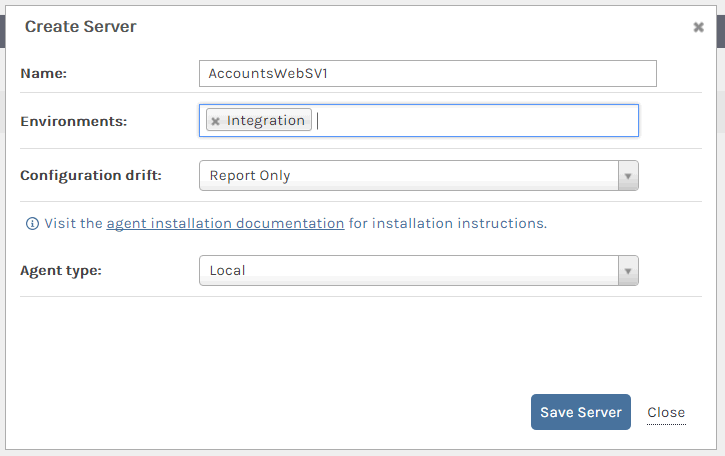 Create Server
Name: AccountsWebSV1
Environments: Integration
Configuration drift: Report Only
Visit the agent installation documentation for installation instructions.
Agent type: Local
Save Server Close